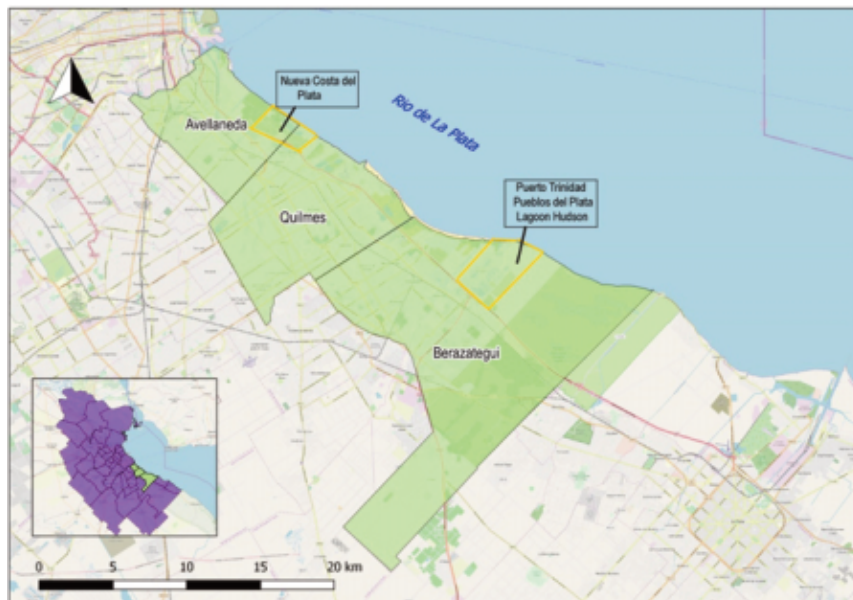 Nueva Costa del
Plata
Avellaneda
Rio de La Plata
Puerto Trinidad
Pueblos del Plata
Lagoon Hudson
Quilmes
Berazategui
0 5 10 15 20 km